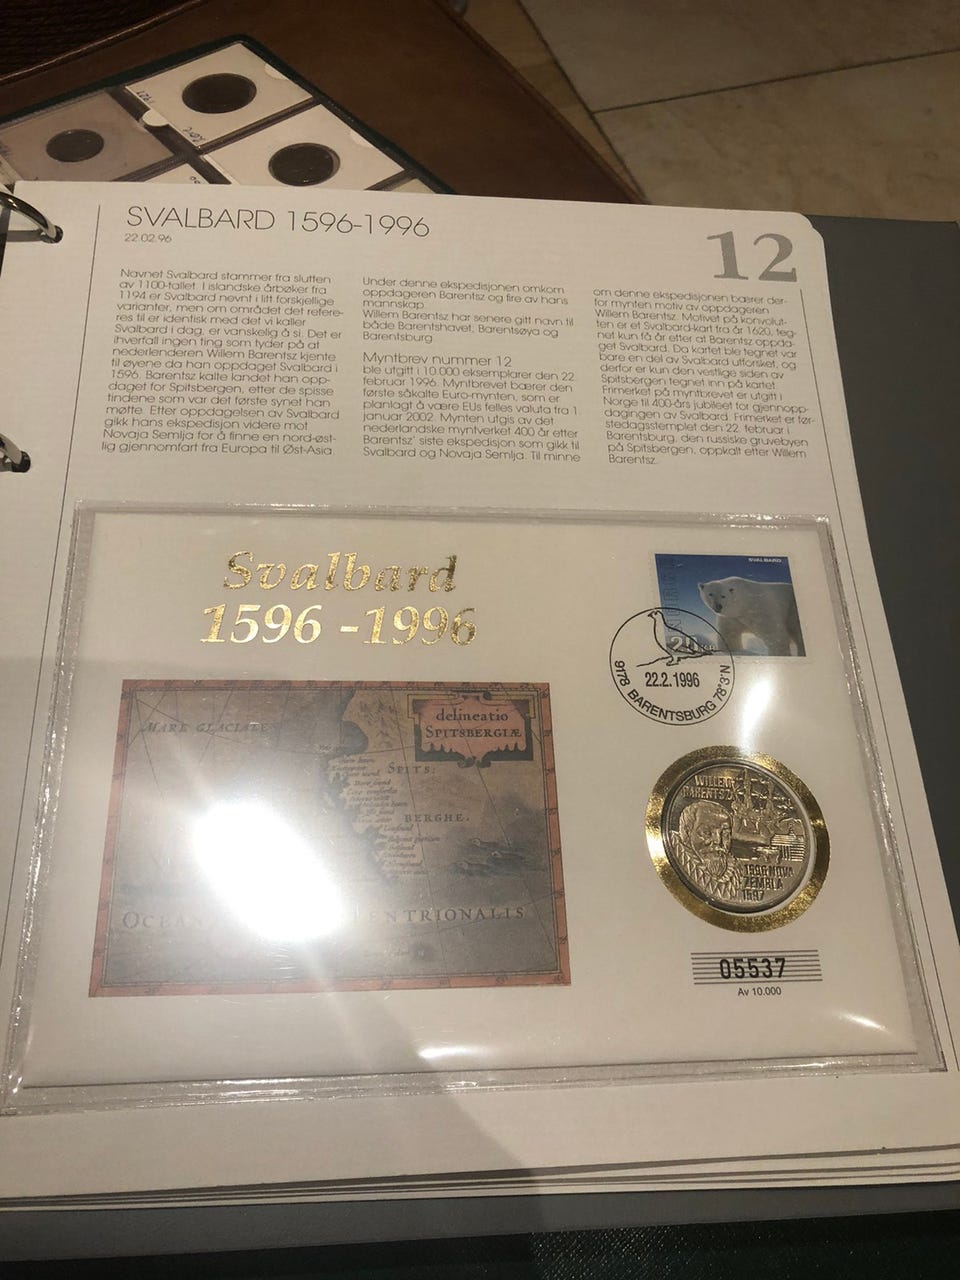 SVALBARD 1596-1996
22.02.96
12
Navnet Svalbard stammer fra slutten
av 1100-tallet. I islandske årbøker fra
1194 er Svalbard nevnt i litt forskjellige
varianter, men om området det refere-
res til er identisk med det vi kaller
Svalbard i dag, er vanskelig å si. Det er
ihverfall ingen ting som tyder på at
nederlenderen Willem Barentsz kjente
til øyene da han oppdaget Svalbard i
1596. Barentsz kalte landet han opp-
daget for Spitsbergen, etter de spisse
tindene som var det første synet han
møtte. Etter oppdagelsen av Svalbard
gikk hans ekspedisjon videre mot
Novaja Semlja for å finne en nord-øst-
lig gjennomfart fra Europa til Øst-Asia.
Under denne ekspedisjonen omkom
oppdageren Barentsz og fire av hans
mannskap.
Willem Barentsz har senere gitt navn til
både Barentshavet, Barentsøya og
Barentsburg
Myntbrev nummer 12
ble utgitt i 10.000 eksemplarer den 22.
februar 1996. Myntbrevet bærer den
første såkalte Euro-mynten, som er
planlagt å være EUs felles valuta fra 1.
januar 2002. Mynten utgis av det
nederlandske myntverket 400 år etter
Barentsz' siste ekspedisjon som gikk til
Svalbard og Novaja Semlja. Til minne
om denne ekspedisjonen bærer der-
for mynten motiv av oppdageren
Willem Barentsz. Motivet på konvolut-
ten er et Svalbard-kart fra år 1620, teg-
net kun få år etter at Barentsz oppda-
get Svalbard. Da kartet ble tegnet var
bare en del av Svalbard utforsket, og
derfor er kun den vestlige siden av
Spitsbergen tegnet inn på kartet.
Frimerket på myntbrevet er utgitt i
Norge til 400-års jubileet for gjennopp-
dagingen av Svalbard. Frimerket er før-
stedagsstemplet den 22. februar i
Barentsburg, den russiske gruvebyen
på Spitsbergen, oppkalt etter Willem
Barentsz.
Svalbard
1596 -1996
SVALBARD
20
22.2.1996
9178 BARENTSBURG 78°3'N
MARE GLACIALE
delineatio
SPITSBERGIÆ
SPITS:
BERGHE.
OCEAN ENTRIONALIS
WILLEM
BARENTSZ
1596 NOVA
ZEMBLA
1597
05537
Av 10.000
1927